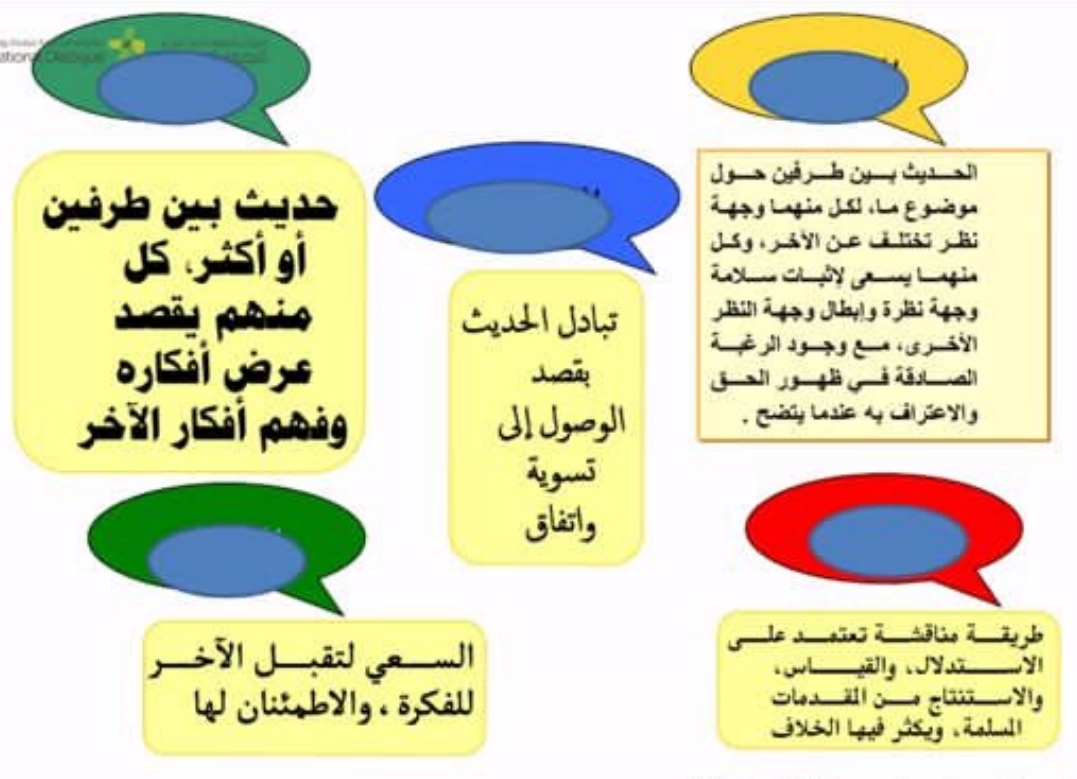 ational Dialogue
الحديث بين طرفين حول
موضوع ما، لكل منهما وجهة
نظر تختلف عن الآخر، وكل
منهما يسعى لإثبات سلامة
وجهة نظرة وإبطال وجهة النظر
الأخرى، مع وجود الرغبة
الصادقة في ظهور الحق
والاعتراف به عندما يتضح .
تبادل الحديث
بقصد
الوصول إلى
تسوية
واتفاق
حديث بين طرفين
أو أكثر، كل
منهم يقصد
عرض أفكاره
وفهم أفكار الآخر
طريقة مناقشة تعتمد على
الاستدلال، والقياس،
والاستنتاج من المقدمات
المسلمة، ويكثر فيها الخلاف
السعي لتقبل الآخر
للفكرة ، والاطمئنان لها